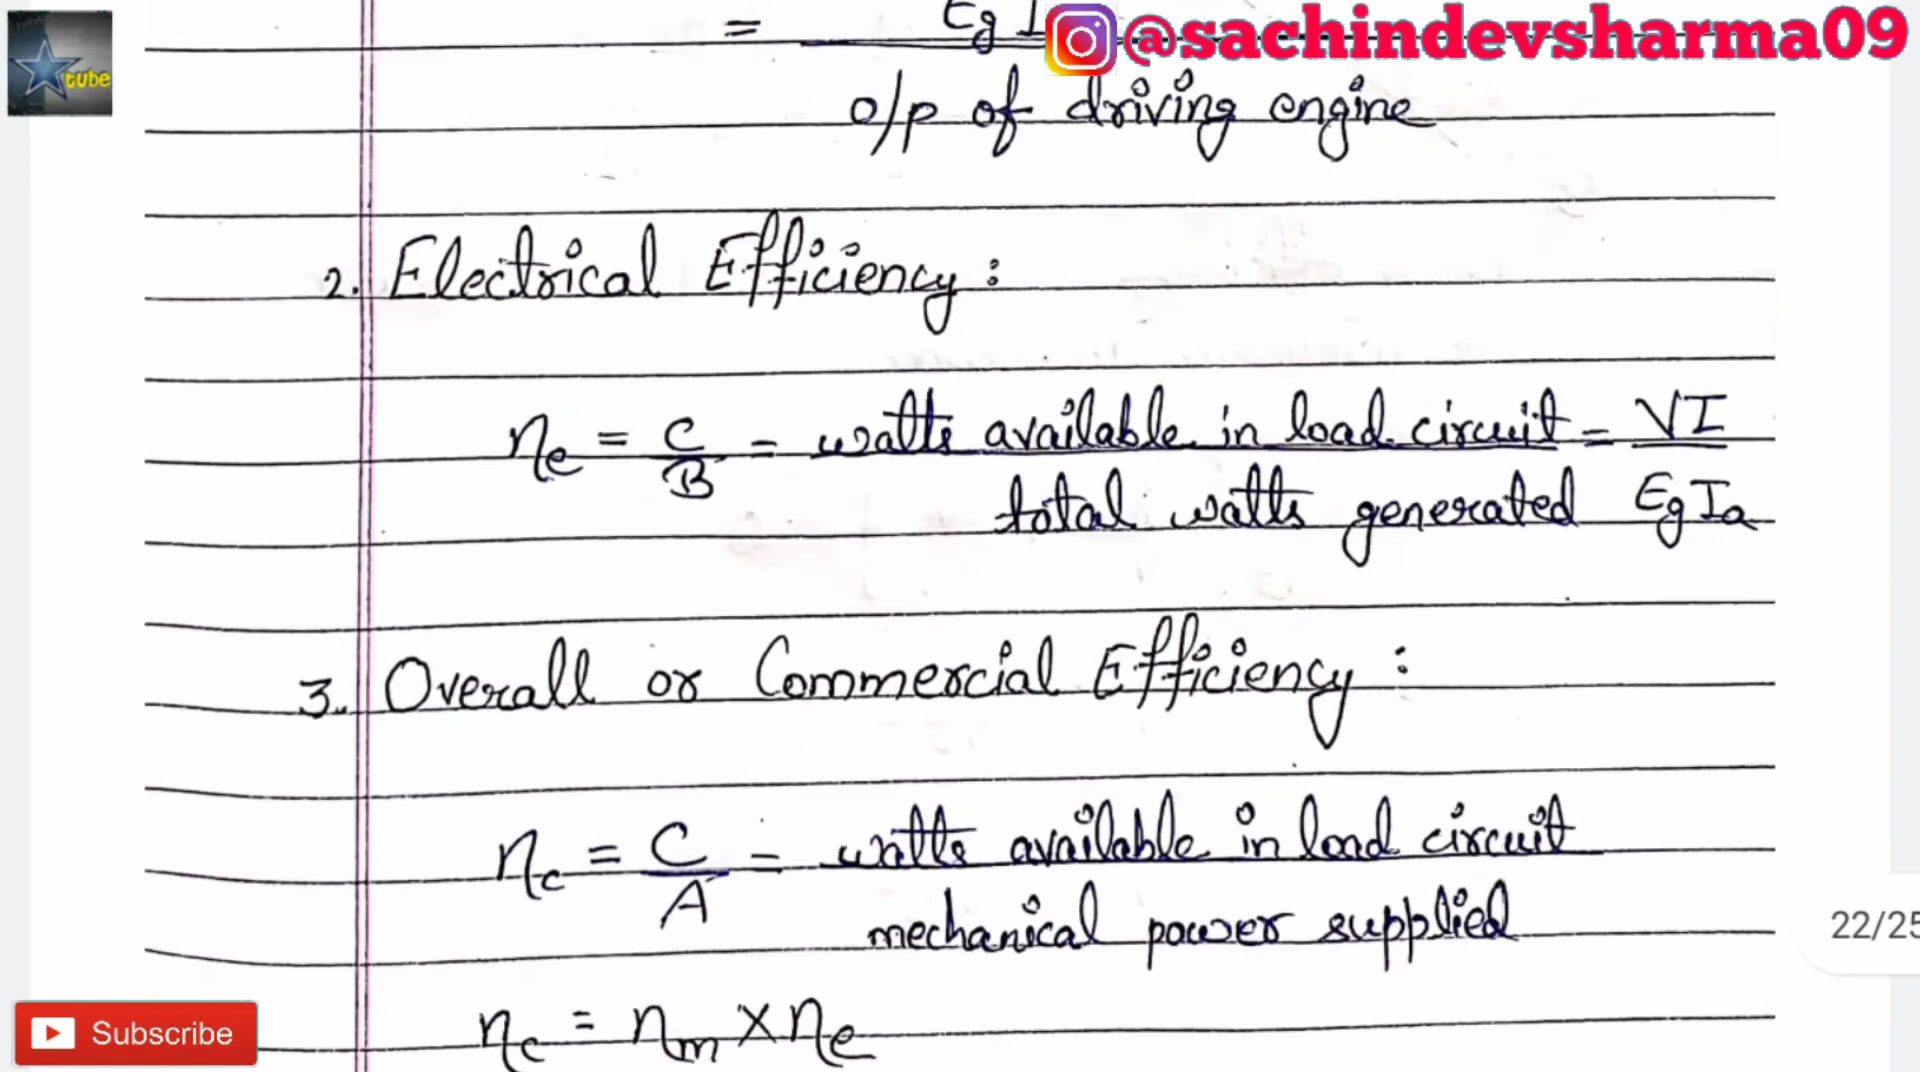 @sachindevsharma09
tube
= Eg I
o/p of driving engine
2. Electrical Efficiency :
ηe = C/B = watts available in load circuit / total watts generated = VI / EgIa
3. Overall or Commercial Efficiency :
ηc = C/A = watts available in load circuit / mechanical power supplied
22/25
ηc = ηm × ηe
Subscribe